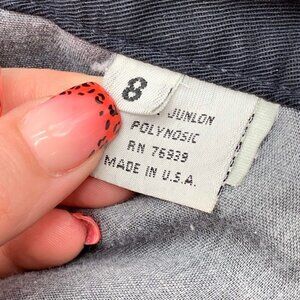 8
JUNLON
POLYNOSIC
RN 76939
MADE IN U.S.A.